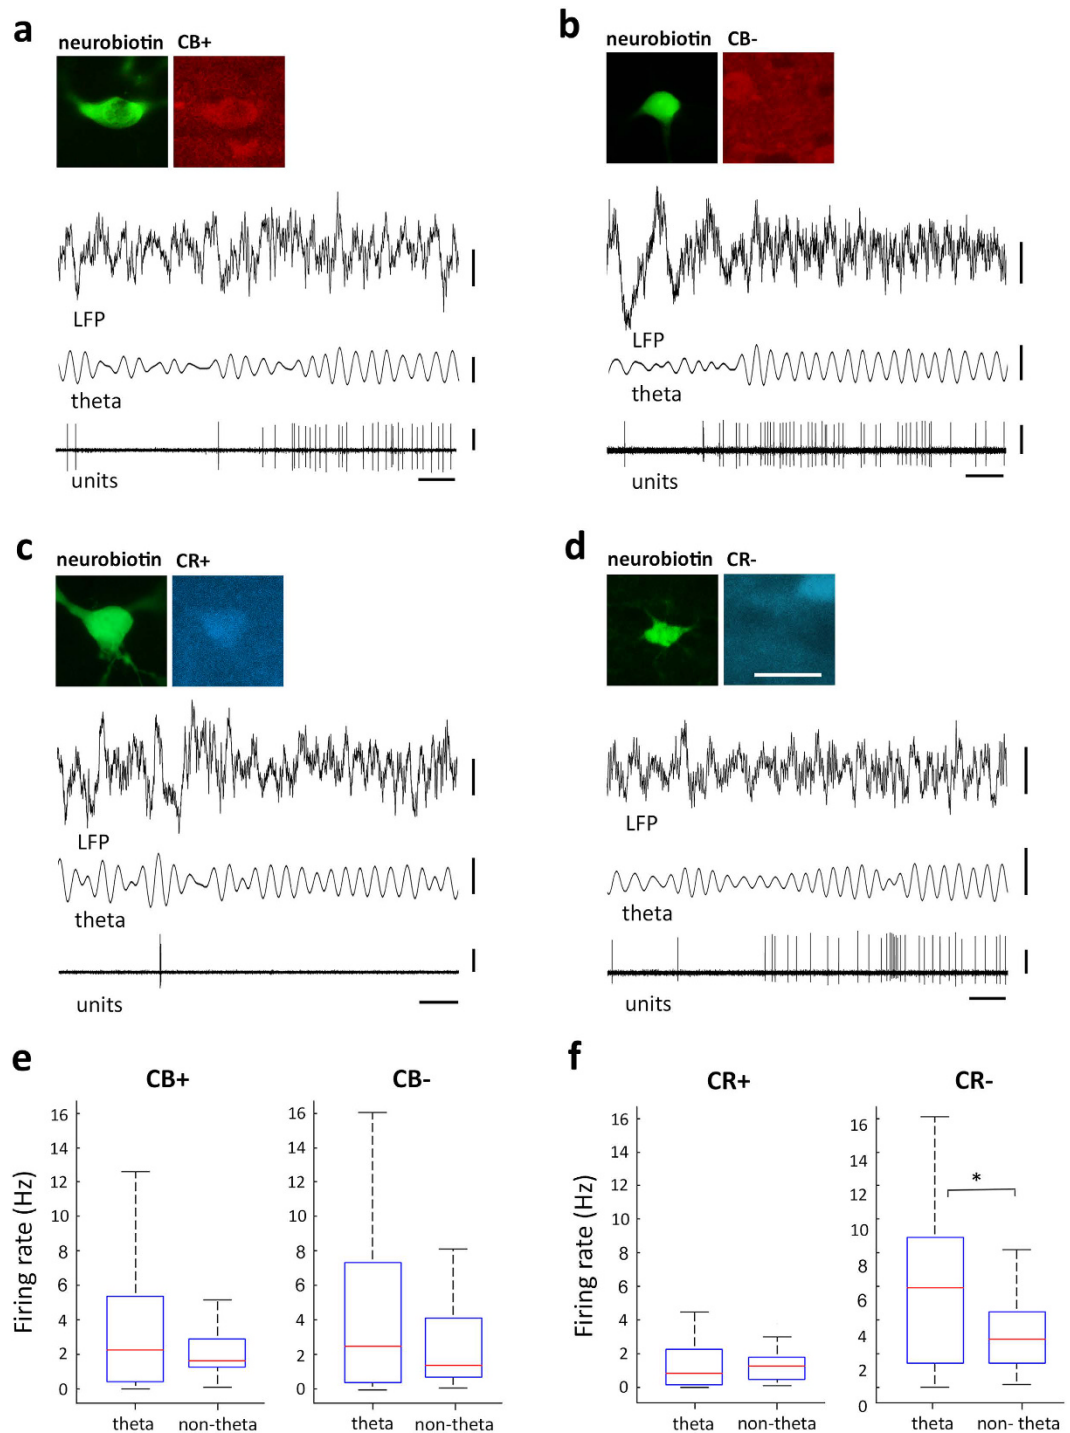 a
neurobiotin CB+
LFP
theta
units
b
neurobiotin CB-
LFP
theta
units
c
neurobiotin CR+
LFP
theta
units
d
neurobiotin CR-
LFP
theta
units
e
CB+ CB-
Firing rate (Hz)
16 14 12 10 8 6 4 2 0
theta non-theta
16 14 12 10 8 6 4 2 0
theta non-theta
f
CR+ CR-
Firing rate (Hz)
16 14 12 10 8 6 4 2 0
theta non-theta
16 14 12 10 8 6 4 2 0
*
theta non- theta